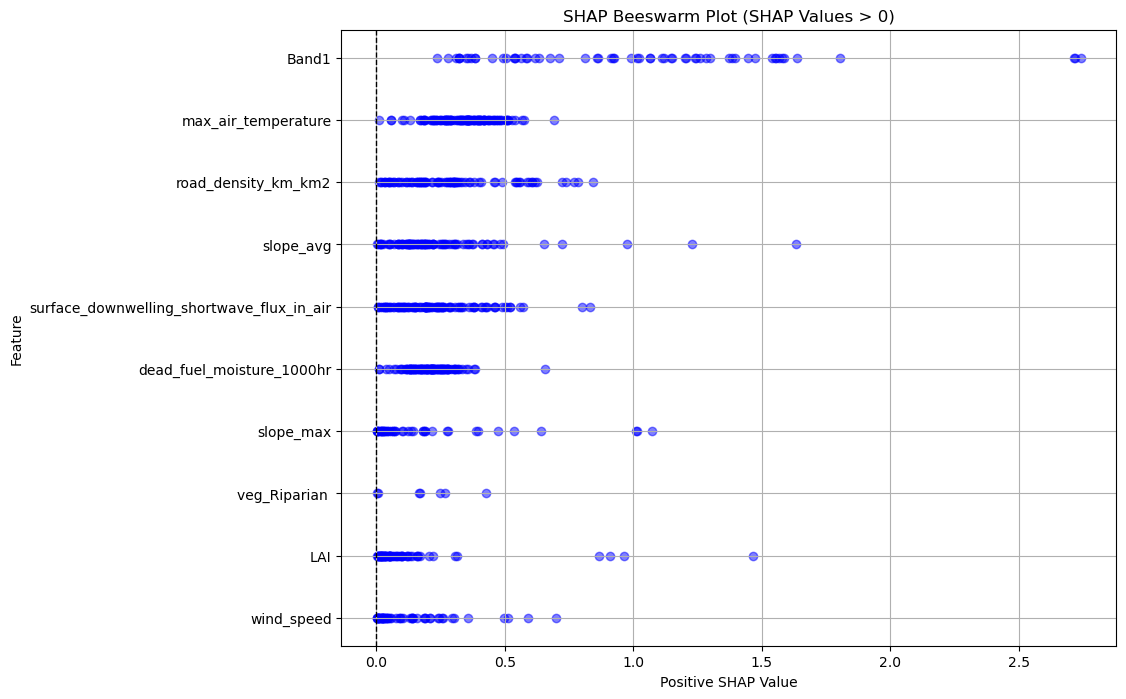 SHAP Beeswarm Plot (SHAP Values > 0)
Feature
Band1
max_air_temperature
road_density_km_km2
slope_avg
surface_downwelling_shortwave_flux_in_air
dead_fuel_moisture_1000hr
slope_max
veg_Riparian
LAI
wind_speed
0.0 0.5 1.0 1.5 2.0 2.5
Positive SHAP Value